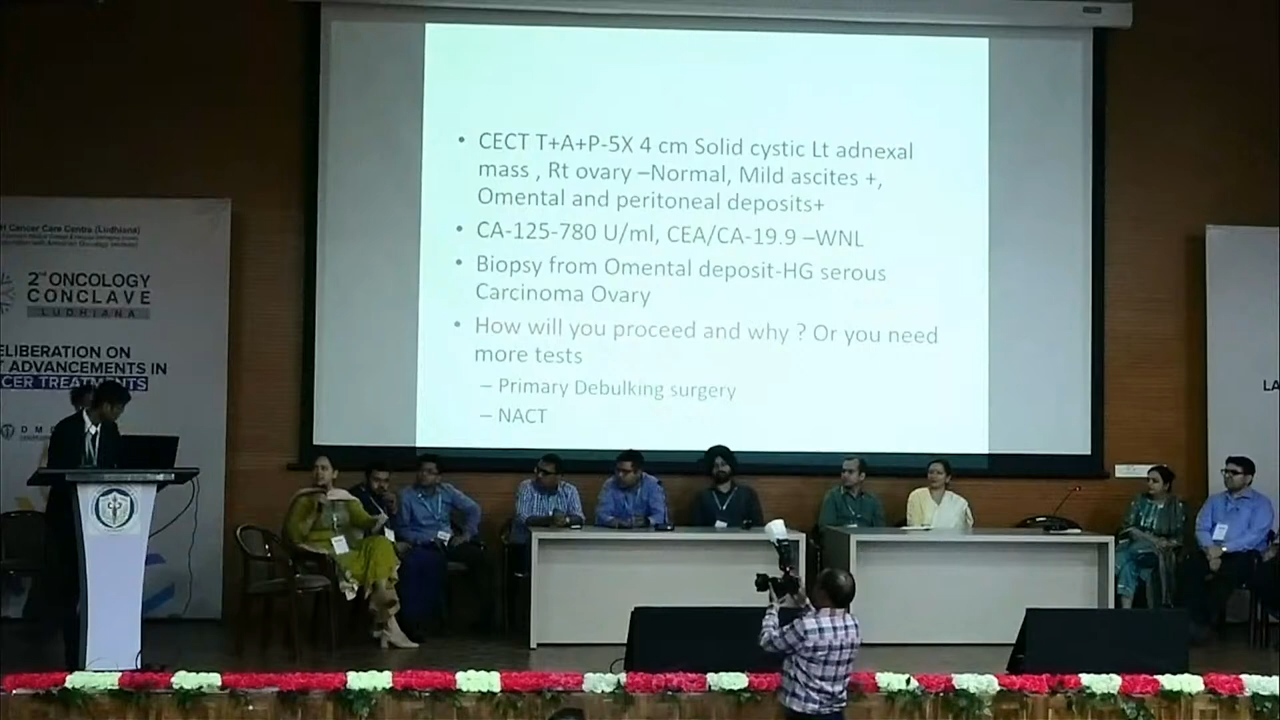 • CECT T+A+P-5X 4 cm Solid cystic Lt adnexal
mass , Rt ovary –Normal, Mild ascites +,
Omental and peritoneal deposits+
• CA-125-780 U/ml, CEA/CA-19.9 –WNL
• Biopsy from Omental deposit-HG serous
Carcinoma Ovary
• How will you proceed and why ? Or you need
more tests
– Primary Debulking surgery
– NACT
Cancer Care Centre (Ludhiana)
2nd ONCOLOGY
CONCLAVE
LUDHIANA
ELIBERATION ON
T ADVANCEMENTS IN
CER TREATMENTS
D M C
LA